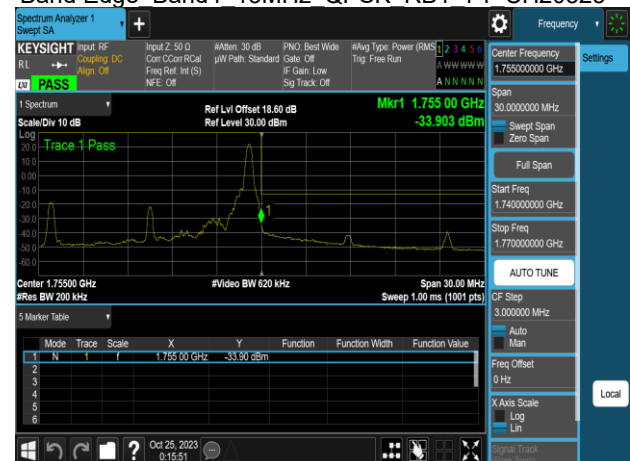 Spectrum Analyzer 1
Swept SA
+
Frequency
KEYSIGHT
RL
LXI PASS
Input: RF
Coupling: DC
Align: Off
Input Z: 50 Ω
Corr CCorr RCal
Freq Ref: Int (S)
NFE: Off
#Atten: 30 dB
µW Path: Standard
PNO: Best Wide
Gate: Off
IF Gain: Low
Sig Track: Off
#Avg Type: Power (RMS
Trig: Free Run
1 2 3 4 5 6
A W W W W W
A N N N N N
Center Frequency
1.755000000 GHz
Settings
Span
30.0000000 MHz
Swept Span
Zero Span
Full Span
Start Freq
1.740000000 GHz
Stop Freq
1.770000000 GHz
AUTO TUNE
CF Step
3.000000 MHz
Auto
Man
Freq Offset
0 Hz
X Axis Scale
Log
Lin
Signal Track
Local
1 Spectrum
Scale/Div 10 dB
Ref Lvl Offset 18.60 dB
Ref Level 30.00 dBm
Mkr1 1.755 00 GHz
-33.903 dBm
Log
Trace 1 Pass
20.0
10.0
0.00
-10.0
-20.0
-30.0
-40.0
-50.0
-60.0
1
Center 1.75500 GHz
#Res BW 200 kHz
#Video BW 620 kHz
Span 30.00 MHz
Sweep 1.00 ms (1001 pts)
5 Marker Table
Mode Trace Scale X Y Function Function Width Function Value
1 N 1 f 1.755 00 GHz -33.90 dBm
2
3
4
5
6
?
Oct 25, 2023
0:15:51